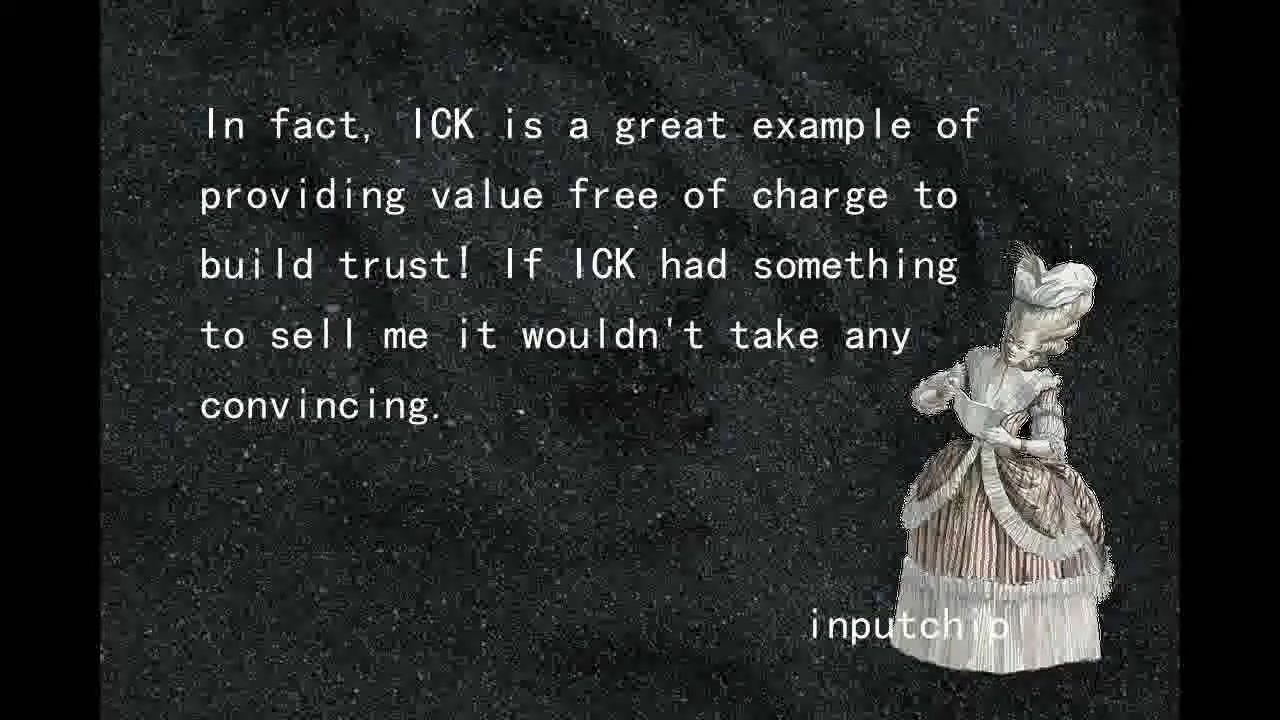 In fact, ICK is a great example of
providing value free of charge to
build trust! If ICK had something
to sell me it wouldn't take any
convincing.
inputchip